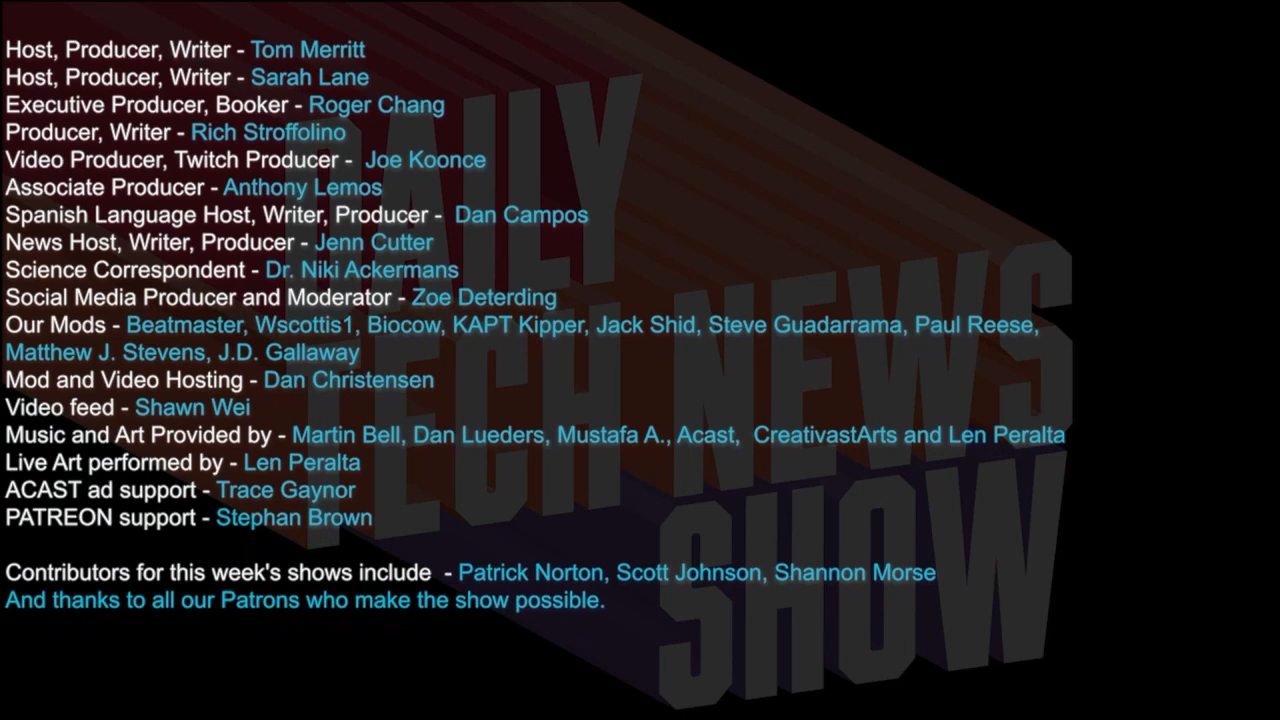 Host, Producer, Writer - Tom Merritt
Host, Producer, Writer - Sarah Lane
Executive Producer, Booker - Roger Chang
Producer, Writer - Rich Stroffolino
Video Producer, Twitch Producer - Joe Koonce
Associate Producer - Anthony Lemos
Spanish Language Host, Writer, Producer - Dan Campos
News Host, Writer, Producer - Jenn Cutter
Science Correspondent - Dr. Niki Ackermans
Social Media Producer and Moderator - Zoe Deterding
Our Mods - Beatmaster, Wscottis1, Biocow, KAPT Kipper, Jack Shid, Steve Guadarrama, Paul Reese,
Matthew J. Stevens, J.D. Gallaway
Mod and Video Hosting - Dan Christensen
Video feed - Shawn Wei
Music and Art Provided by - Martin Bell, Dan Lueders, Mustafa A., Acast, CreativastArts and Len Peralta
Live Art performed by - Len Peralta
ACAST ad support - Trace Gaynor
PATREON support - Stephan Brown
Contributors for this week's shows include - Patrick Norton, Scott Johnson, Shannon Morse
And thanks to all our Patrons who make the show possible.
DAILY
TECH NEWS
SHOW